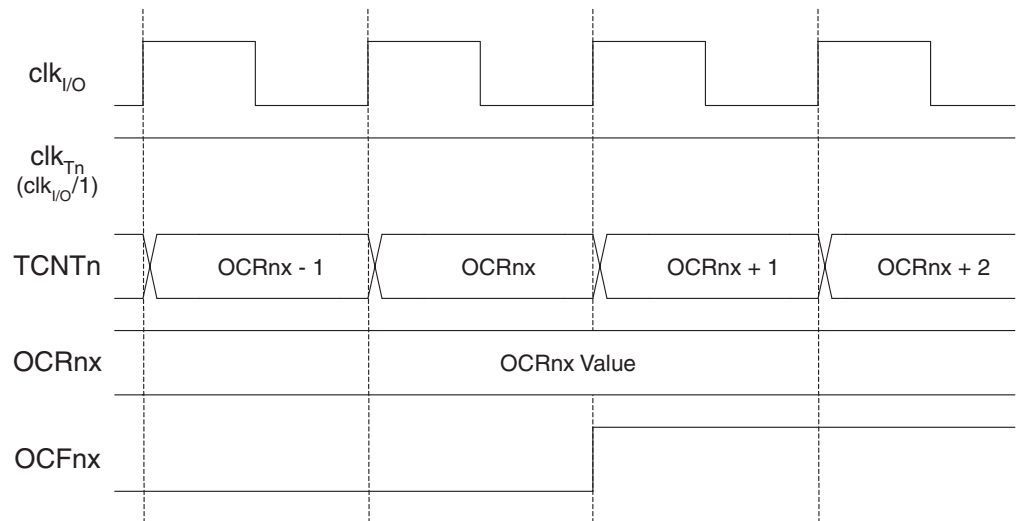 clkI/O
clkTn
(clkI/O/1)
TCNTn
OCRnx - 1
OCRnx
OCRnx + 1
OCRnx + 2
OCRnx
OCRnx Value
OCFnx